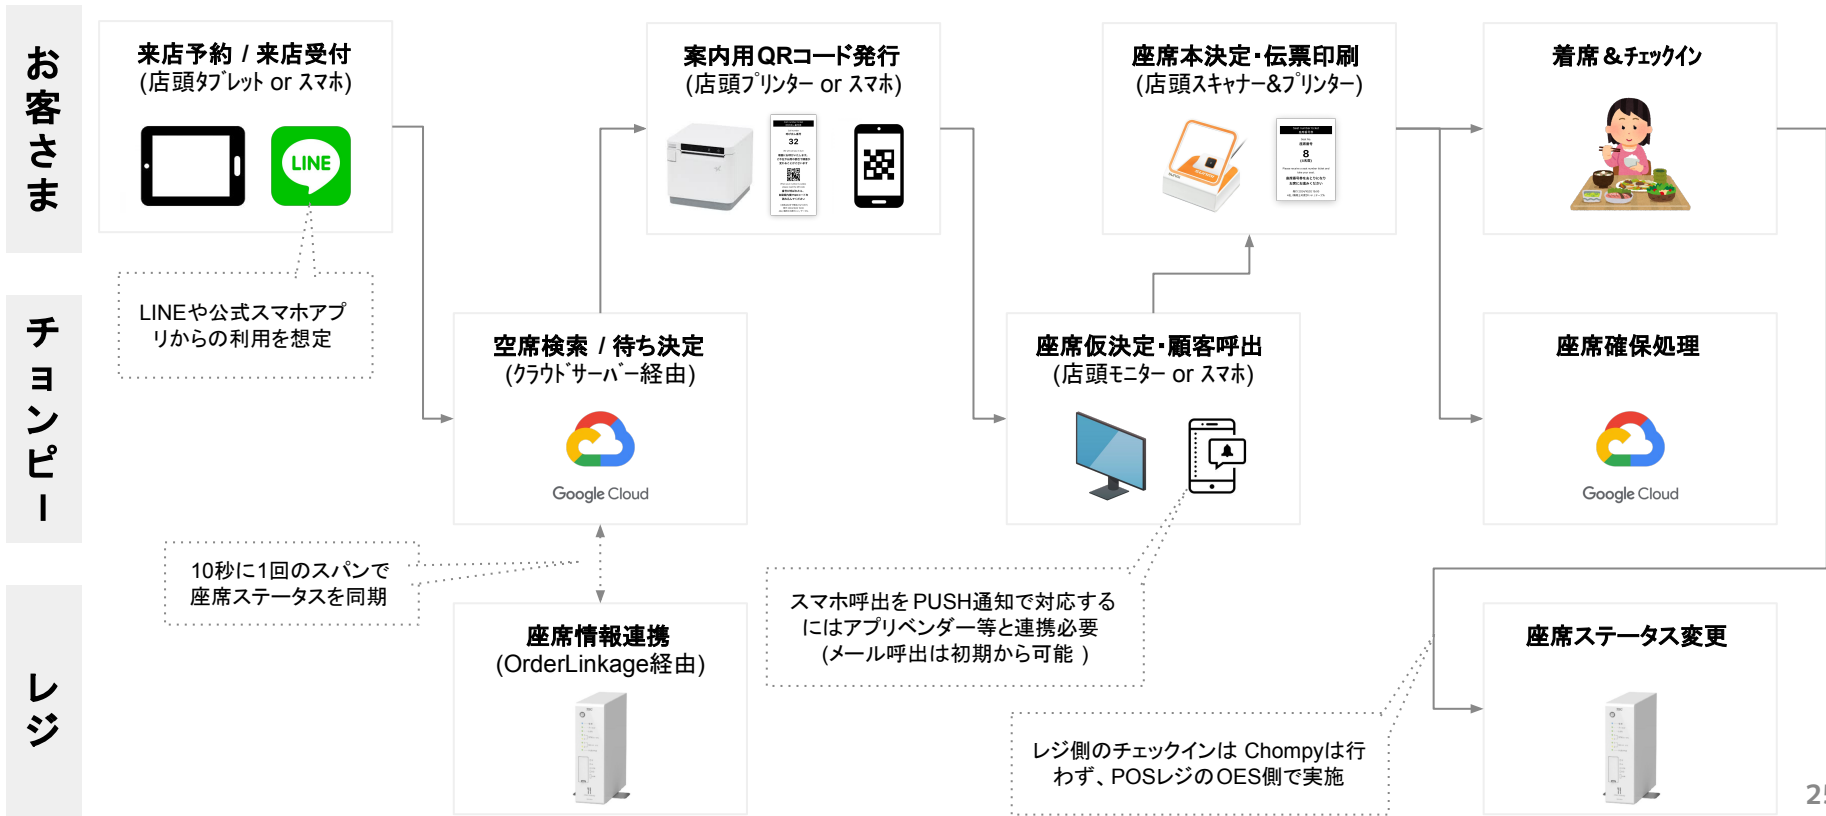 お客さま
来店予約 / 来店受付
(店頭タブレット or スマホ)
LINE
LINEや公式スマホアプ
リからの利用を想定
案内用QRコード発行
(店頭プリンター or スマホ)
32
座席本決定・伝票印刷
(店頭スキャナー&プリンター)
8
着席&チェックイン
チョンピー
空席検索 / 待ち決定
(クラウドサーバー経由)
Google Cloud
座席仮決定・顧客呼出
(店頭モニター or スマホ)
座席確保処理
Google Cloud
10秒に1回のスパンで
座席ステータスを同期
スマホ呼出をPUSH通知で対応する
にはアプリベンダー等と連携必要
(メール呼出は初期から可能 )
レジ
座席情報連携
(OrderLinkage経由)
レジ側のチェックインは Chompyは行
わず、POSレジのOES側で実施
座席ステータス変更
25